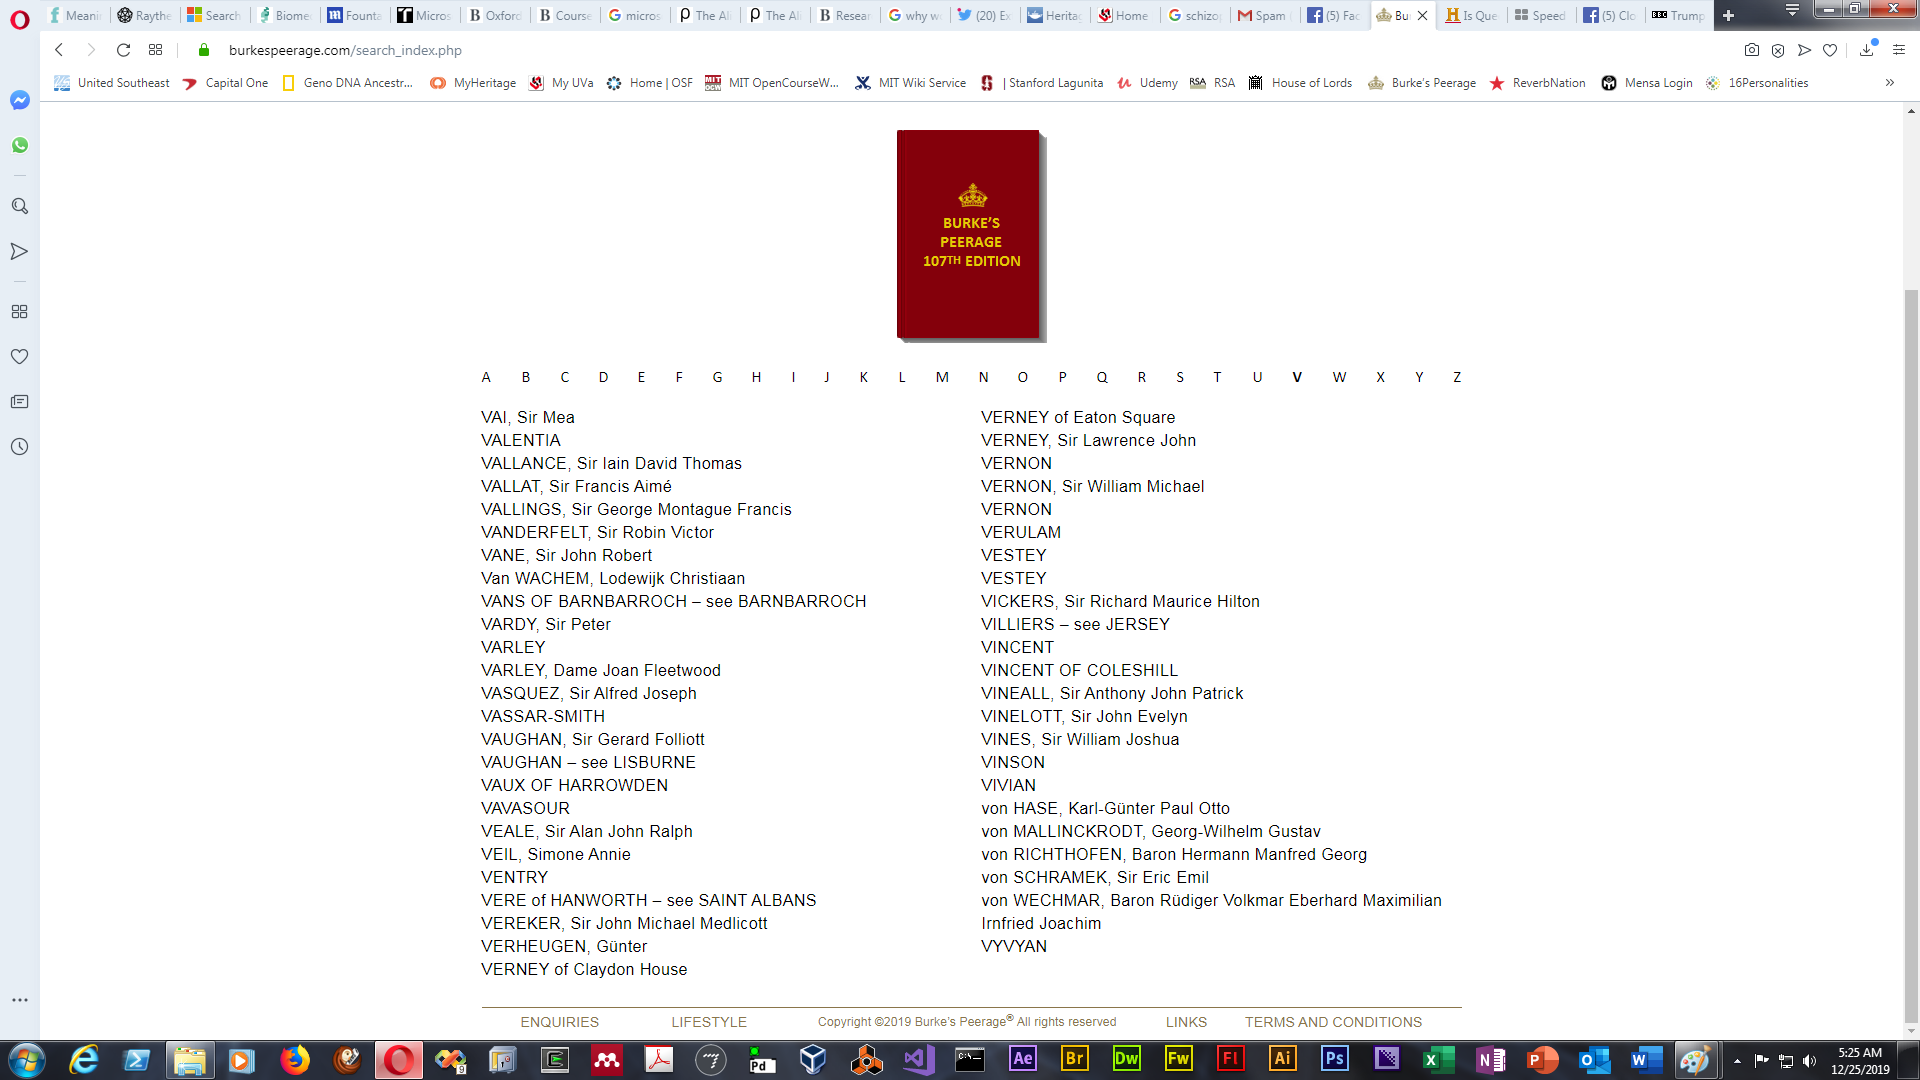 Meani
Rayth
Search
Biome
Founta
Micros
Oxford
Course
micros
The Al
The Al
Resear
why w
(20) E
Heritag
Home
schizo
Spam
(5) Fac
Bu
Is Que
Speed
(5) Clo
BBC Trump
burkespeerage.com/search_index.php
United Southeast
Capital One
Geno DNA Ancestr...
MyHeritage
My UVa
Home | OSF
MIT OpenCourseW...
MIT Wiki Service
| Stanford Lagunita
Udemy
RSA RSA
House of Lords
Burke's Peerage
ReverbNation
Mensa Login
16Personalities
BURKE'S
PEERAGE
107TH EDITION
A B C D E F G H I J K L M N O P Q R S T U V W X Y Z
VAI, Sir Mea
VALENTIA
VALLANCE, Sir Iain David Thomas
VALLAT, Sir Francis Aimé
VALLINGS, Sir George Montague Francis
VANDERFELT, Sir Robin Victor
VANE, Sir John Robert
Van WACHEM, Lodewijk Christiaan
VANS OF BARNBARROCH – see BARNBARROCH
VARDY, Sir Peter
VARLEY
VARLEY, Dame Joan Fleetwood
VASQUEZ, Sir Alfred Joseph
VASSAR-SMITH
VAUGHAN, Sir Gerard Folliott
VAUGHAN – see LISBURNE
VAUX OF HARROWDEN
VAVASOUR
VEALE, Sir Alan John Ralph
VEIL, Simone Annie
VENTRY
VERE of HANWORTH – see SAINT ALBANS
VEREKER, Sir John Michael Medlicott
VERHEUGEN, Günter
VERNEY of Claydon House
VERNEY of Eaton Square
VERNEY, Sir Lawrence John
VERNON
VERNON, Sir William Michael
VERNON
VERULAM
VESTEY
VESTEY
VICKERS, Sir Richard Maurice Hilton
VILLIERS – see JERSEY
VINCENT
VINCENT OF COLESHILL
VINEALL, Sir Anthony John Patrick
VINELOTT, Sir John Evelyn
VINES, Sir William Joshua
VINSON
VIVIAN
von HASE, Karl-Günter Paul Otto
von MALLINCKRODT, Georg-Wilhelm Gustav
von RICHTHOFEN, Baron Hermann Manfred Georg
von SCHRAMEK, Sir Eric Emil
von WECHMAR, Baron Rüdiger Volkmar Eberhard Maximilian
Irnfried Joachim
VYVYAN
ENQUIRIES
LIFESTYLE
Copyright ©2019 Burke's Peerage® All rights reserved
LINKS
TERMS AND CONDITIONS
Pd
Ae
Br
Dw
Fw
Fl
Ai
Ps
5:25 AM
12/25/2019